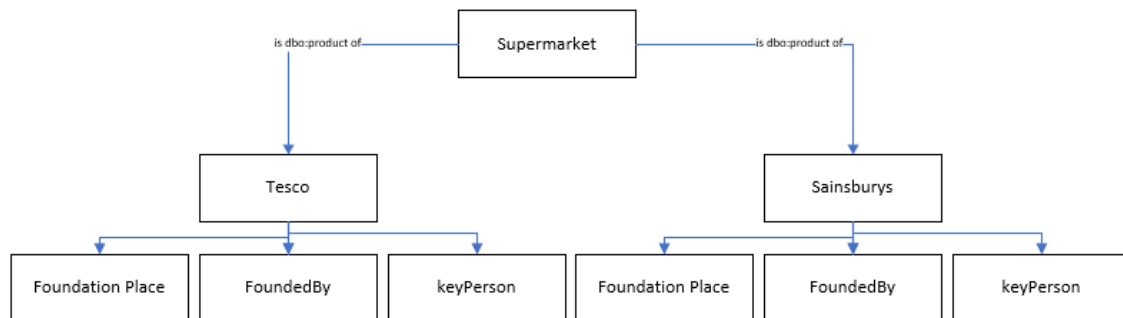 Supermarket
is dbo:product of
is dbo:product of
Tesco
Sainsburys
Foundation Place
FoundedBy
keyPerson
Foundation Place
FoundedBy
keyPerson